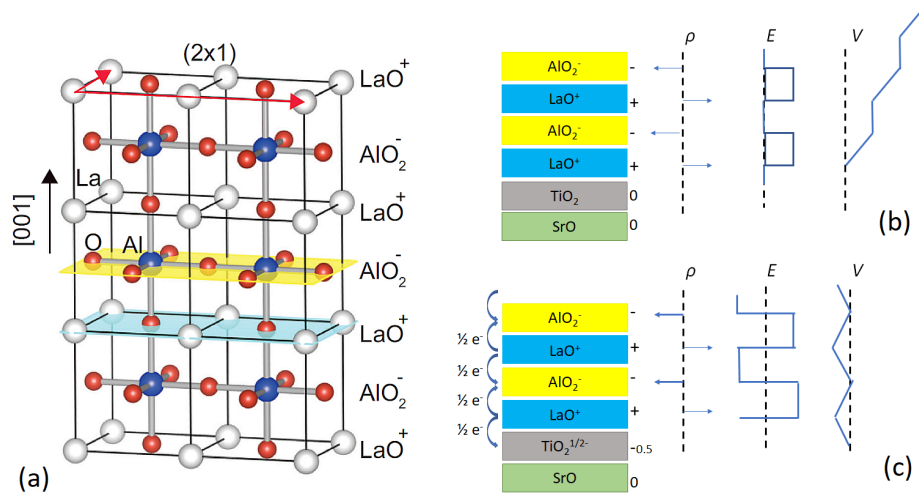 (2x1)
LaO+
AlO2-
La
LaO+
[001]
O Al
AlO2-
LaO+
AlO2-
LaO+
(a)
ρ E V
AlO2- -
LaO+ +
AlO2- -
LaO+ +
TiO2 0
SrO 0
(b)
ρ E V
AlO2- -
½ e-
LaO+ +
½ e-
AlO2- -
½ e-
LaO+ +
½ e-
TiO2 1/2- -0.5
SrO 0
(c)